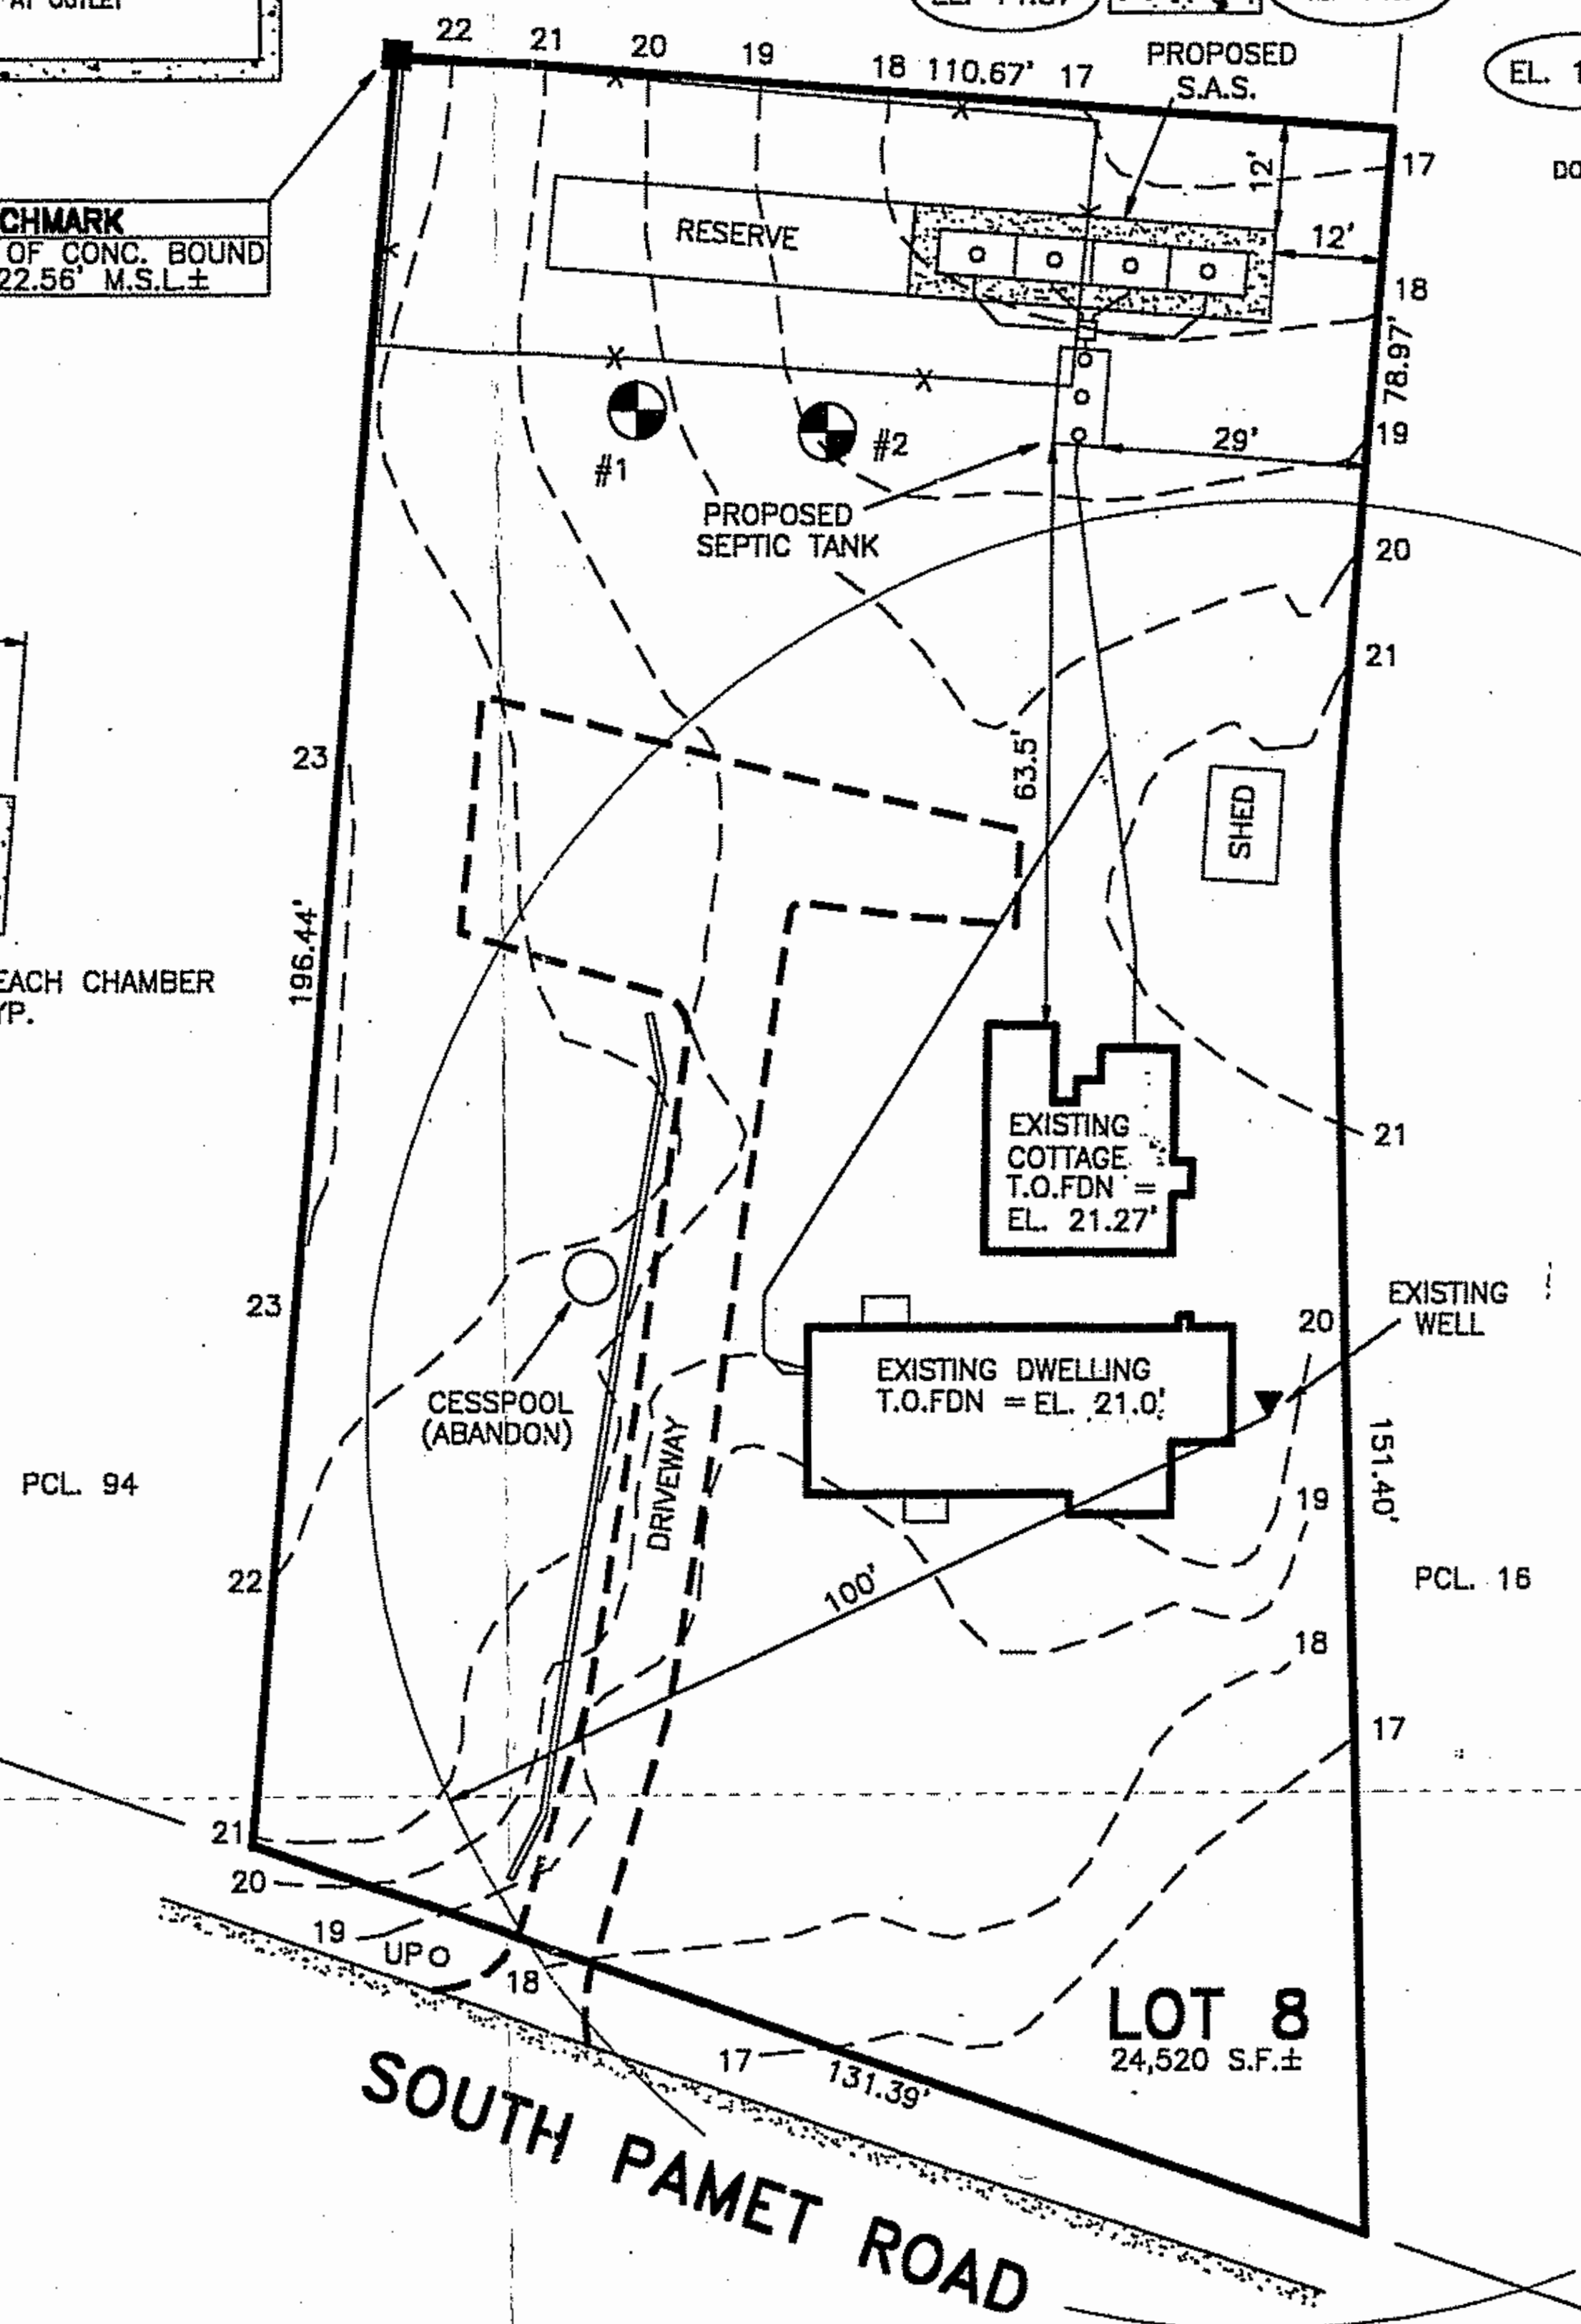 AT OUTLET
22
21
20
19
18
110.67'
17
PROPOSED
S.A.S.
EL. 1
17
12'
12'
DO
CHMARK
OF CONC. BOUND
22.56' M.S.L.±
RESERVE
18
78.97'
19
29'
#1
#2
PROPOSED
SEPTIC TANK
20
21
23
63.5'
SHED
196.44'
EACH CHAMBER
YP.
EXISTING
COTTAGE
T.O.FDN =
EL. 21.27'
21
23
20
EXISTING
WELL
EXISTING DWELLING
T.O.FDN = EL. 21.0'
CESSPOOL
(ABANDON)
DRIVEWAY
151.40'
PCL. 94
19
22
100'
PCL. 16
18
17
21
20
19
UP
18
LOT 8
24,520 S.F.±
17
131.39'
SOUTH PAMET ROAD